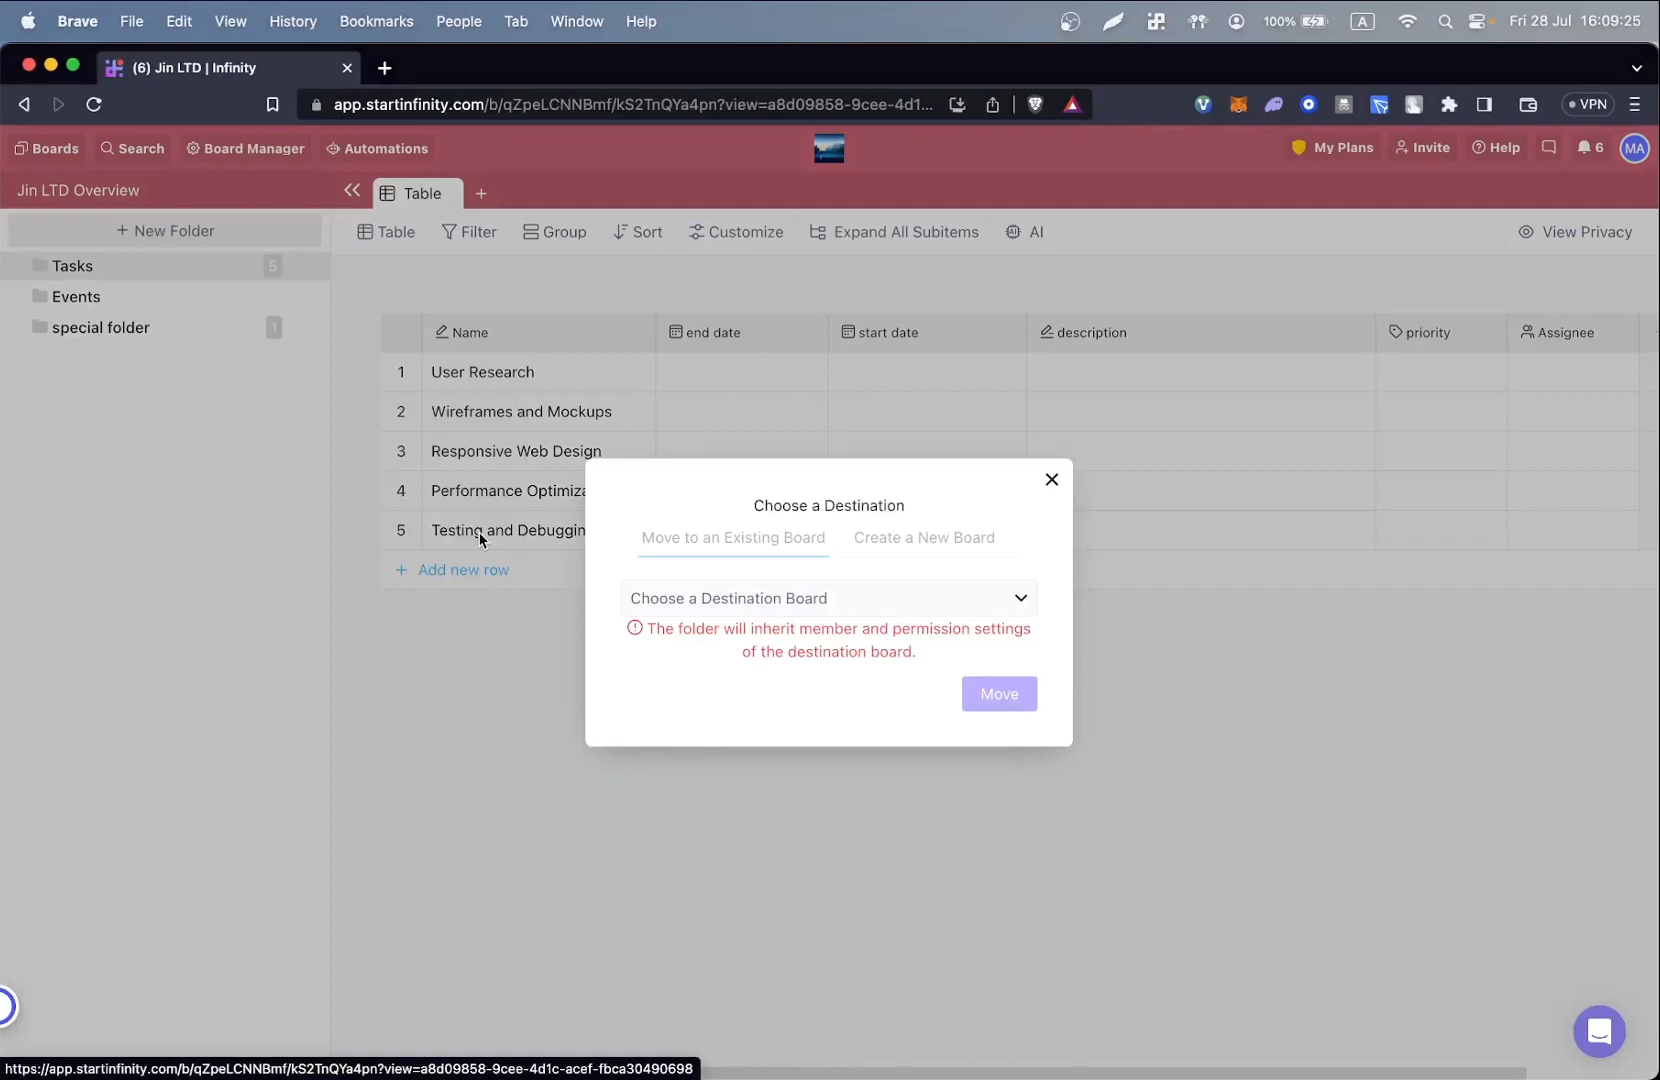 Brave File Edit View History Bookmarks People Tab Window Help 100% A Fri 28 Jul 16:09:25
(6) Jin LTD | Infinity
app.startinfinity.com/b/qZpeLCNNBmf/kS2TnQYa4pn?view=a8d09858-9cee-4d1... VPN
Boards Search Board Manager Automations My Plans Invite Help 6 MA
Jin LTD Overview Table
+ New Folder Table Filter Group Sort Customize Expand All Subitems AI View Privacy
Tasks 5
Events
special folder 1
Name end date start date description priority Assignee
1 User Research
2 Wireframes and Mockups
3 Responsive Web Design
4 Performance Optimiza
5 Testing and Debuggin
+ Add new row
Choose a Destination
Move to an Existing Board Create a New Board
Choose a Destination Board
The folder will inherit member and permission settings
of the destination board.
Move
https://app.startinfinity.com/b/qZpeLCNNBmf/kS2TnQYa4pn?view=a8d09858-9cee-4d1c-acef-fbca30490698